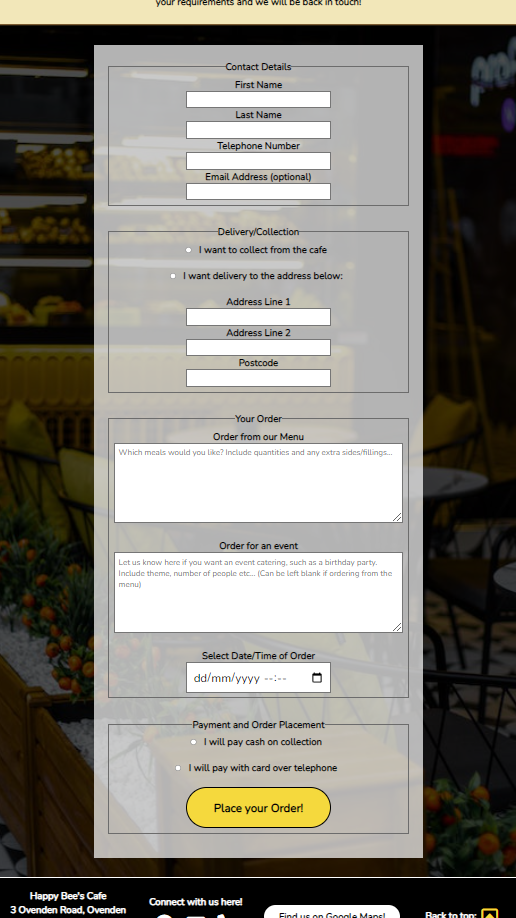 your requirements and we will be back in touch!
Contact Details
First Name
Last Name
Telephone Number
Email Address (optional)
Delivery/Collection
I want to collect from the cafe
I want delivery to the address below:
Address Line 1
Address Line 2
Postcode
Your Order
Order from our Menu
Which meals would you like? Include quantities and any extra sides/fillings...
Order for an event
Let us know here if you want an event catering, such as a birthday party.
Include theme, number of people etc... (Can be left blank if ordering from the
menu)
Select Date/Time of Order
dd/mm/yyyy --:--
Payment and Order Placement
I will pay cash on collection
I will pay with card over telephone
Place your Order!
Happy Bee's Cafe
3 Ovenden Road, Ovenden
Connect with us here!
Find us on Google Maps!
Back to top: